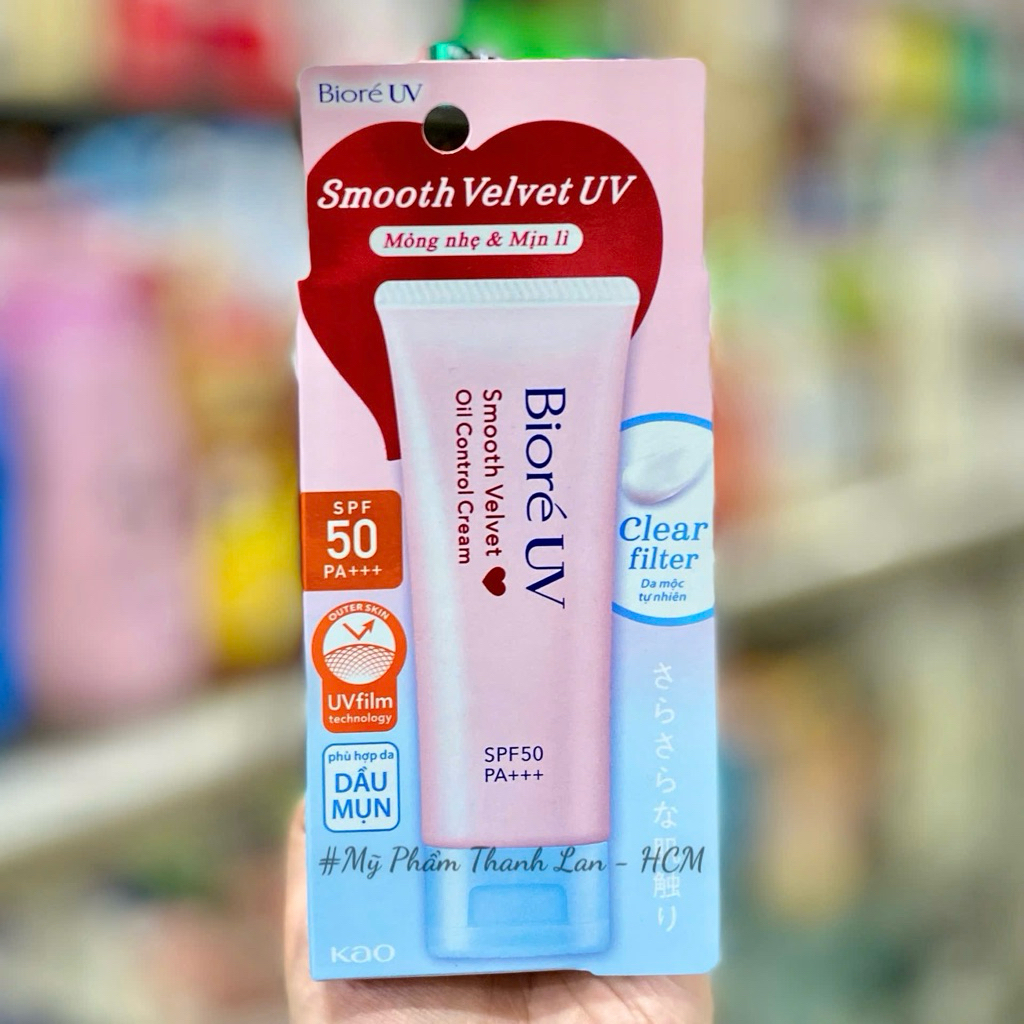 Bioré UV
Smooth Velvet UV
Mỏng nhẹ & Mịn lì
Bioré UV
Smooth Velvet ♥
Oil Control Cream
SPF
50
PA+++
OUTER SKIN
UVfilm
technology
phù hợp da
DẦU
MỤN
Clear
filter
Da mộc
tự nhiên
さらさらな肌触り
SPF50
PA+++
#Mỹ Phẩm Thanh Lan - HCM
Kao